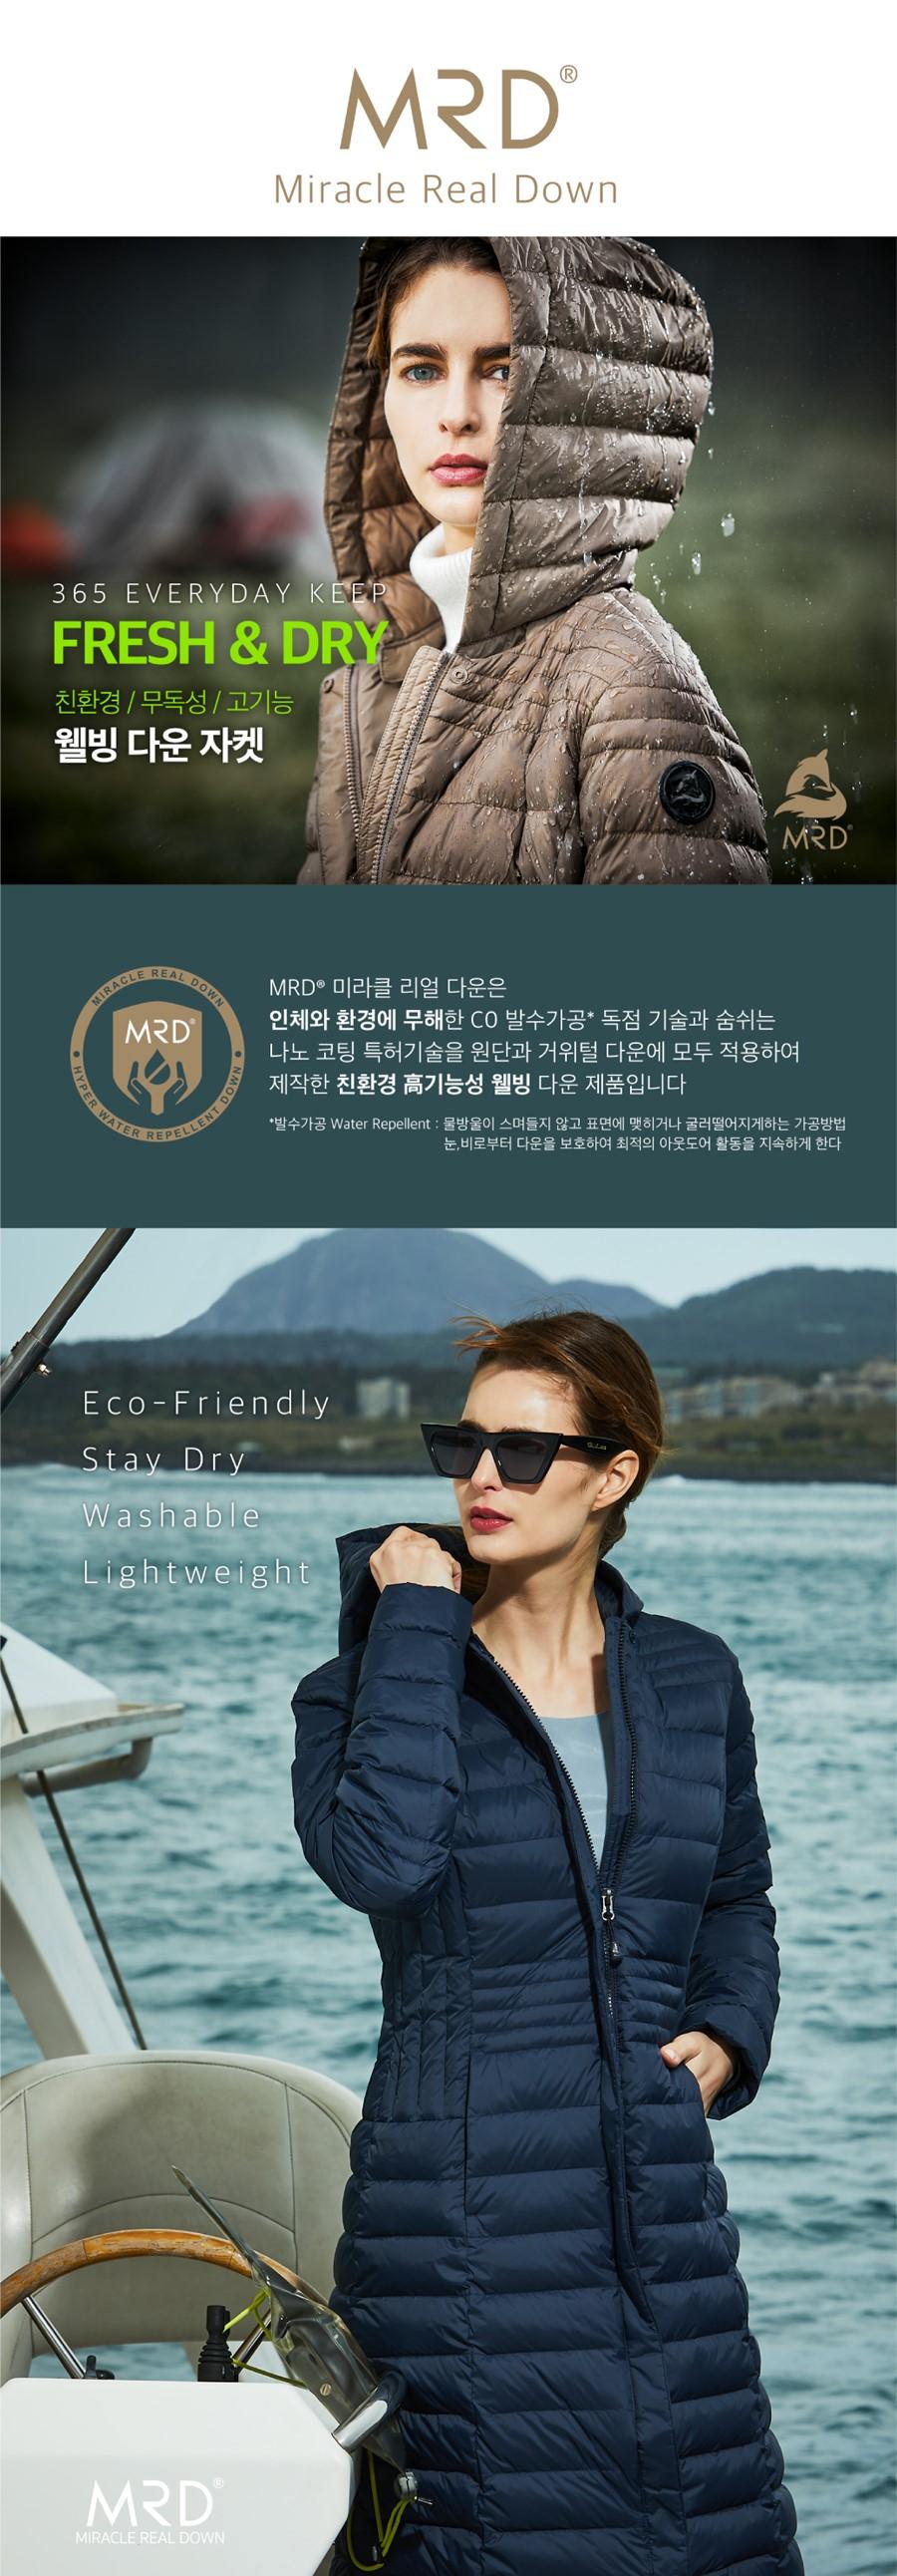 MRD®
Miracle Real Down
365 EVERYDAY KEEP
FRESH & DRY
친환경 / 무독성 / 고기능
웰빙 다운 자켓
MRD®
MIRACLE REAL DOWN
MRD®
HYPER WATER REPELLENT DOWN
MRD® 미라클 리얼 다운은
인체와 환경에 무해한 C0 발수가공* 독점 기술과 숨쉬는
나노 코팅 특허기술을 원단과 거위털 다운에 모두 적용하여
제작한 친환경 高기능성 웰빙 다운 제품입니다
*발수가공 Water Repellent : 물방울이 스며들지 않고 표면에 맺히거나 굴러떨어지게하는 가공방법
눈,비로부터 다운을 보호하여 최적의 아웃도어 활동을 지속하게 한다
Eco-Friendly
Stay Dry
Washable
Lightweight
MRD®
MIRACLE REAL DOWN